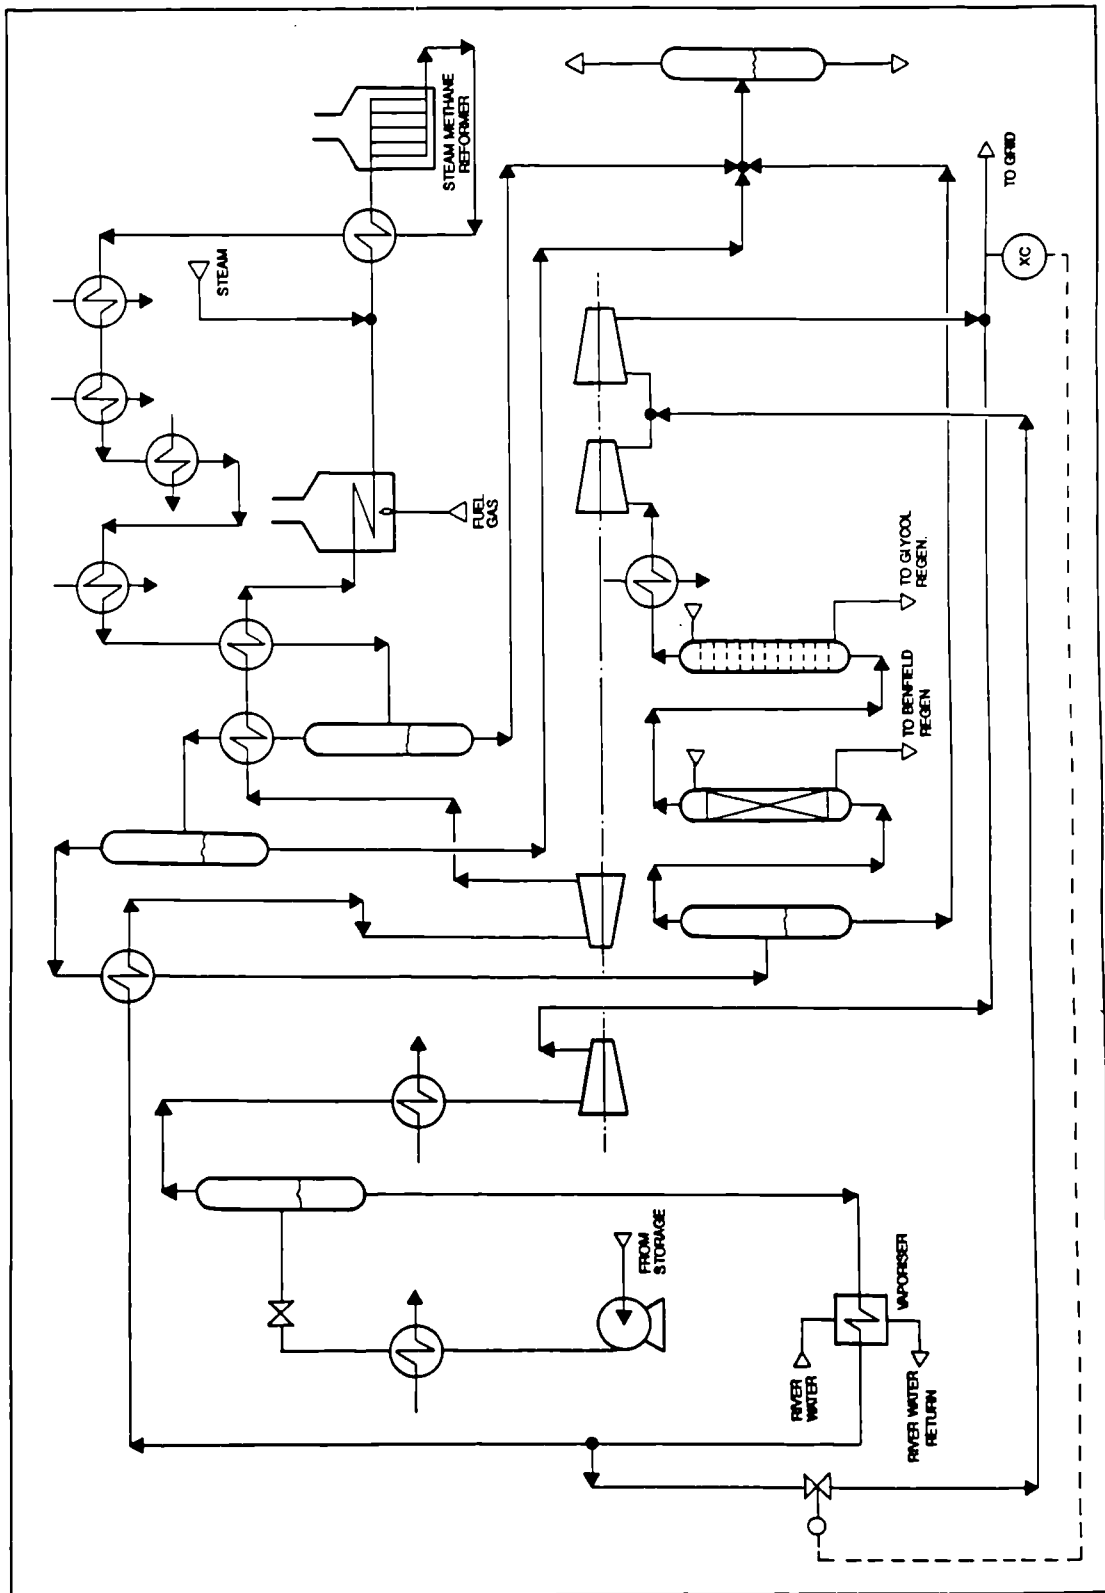 STEAM METHANE
REFORMER
STEAM
FUEL
GAS
TO GRID
XC
TO GLYCOL
REGEN.
TO BENFIELD
REGEN
FROM
STORAGE
VAPORISER
RIVER
WATER
RIVER WATER
RETURN